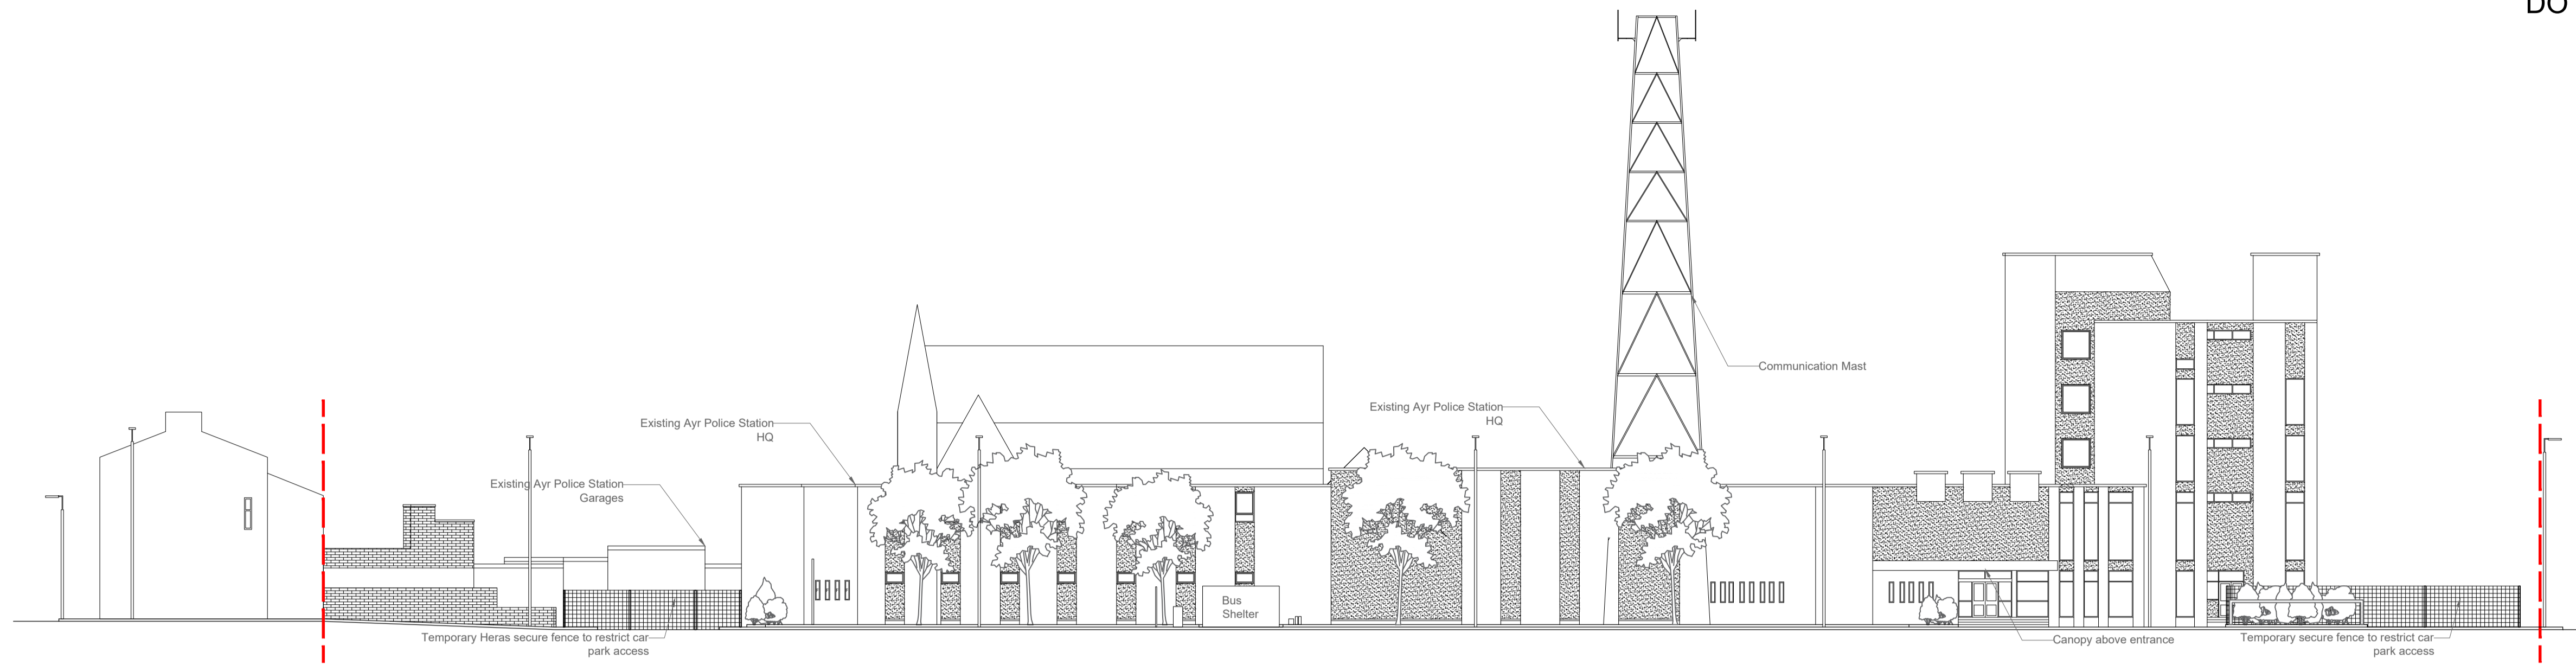 DO
Communication Mast
Existing Ayr Police Station
HQ
Existing Ayr Police Station
HQ
Existing Ayr Police Station
Garages
Bus
Shelter
Temporary Heras secure fence to restrict car
park access
Canopy above entrance
Temporary secure fence to restrict car
park access